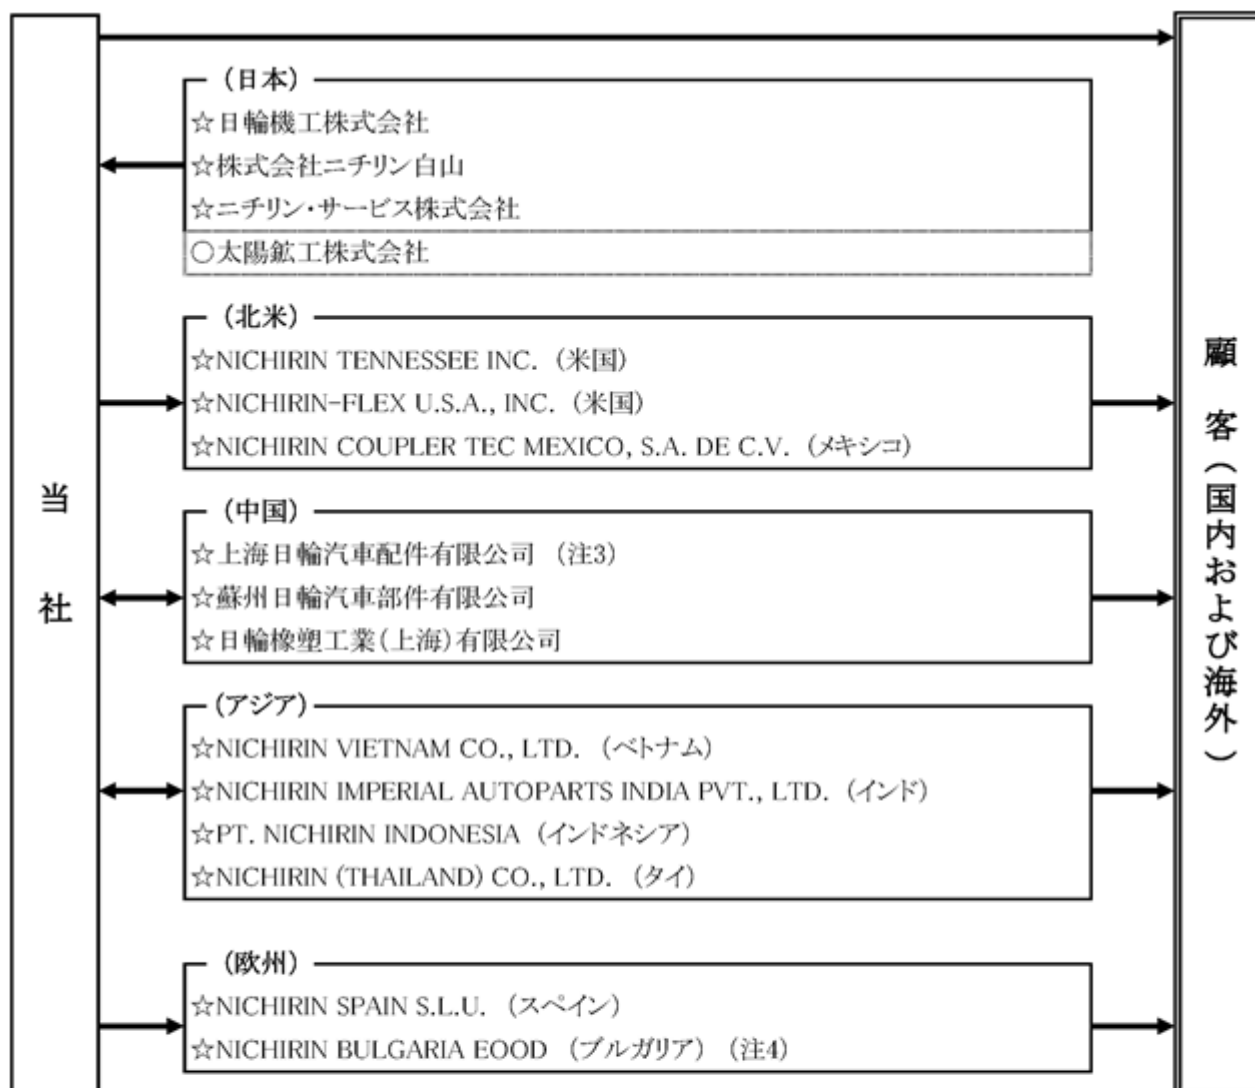 当社
(日本)
☆日輪機工株式会社
☆株式会社ニチリン白山
☆ニチリン・サービス株式会社
○太陽鉱工株式会社
(北米)
☆NICHIRIN TENNESSEE INC. (米国)
☆NICHIRIN-FLEX U.S.A., INC. (米国)
☆NICHIRIN COUPLER TEC MEXICO, S.A. DE C.V. (メキシコ)
(中国)
☆上海日輪汽車配件有限公司 (注3)
☆蘇州日輪汽車部件有限公司
☆日輪橡塑工業(上海)有限公司
(アジア)
☆NICHIRIN VIETNAM CO., LTD. (ベトナム)
☆NICHIRIN IMPERIAL AUTOPARTS INDIA PVT., LTD. (インド)
☆PT. NICHIRIN INDONESIA (インドネシア)
☆NICHIRIN (THAILAND) CO., LTD. (タイ)
(欧州)
☆NICHIRIN SPAIN S.L.U. (スペイン)
☆NICHIRIN BULGARIA EOOD (ブルガリア) (注4)
顧客(国内および海外)